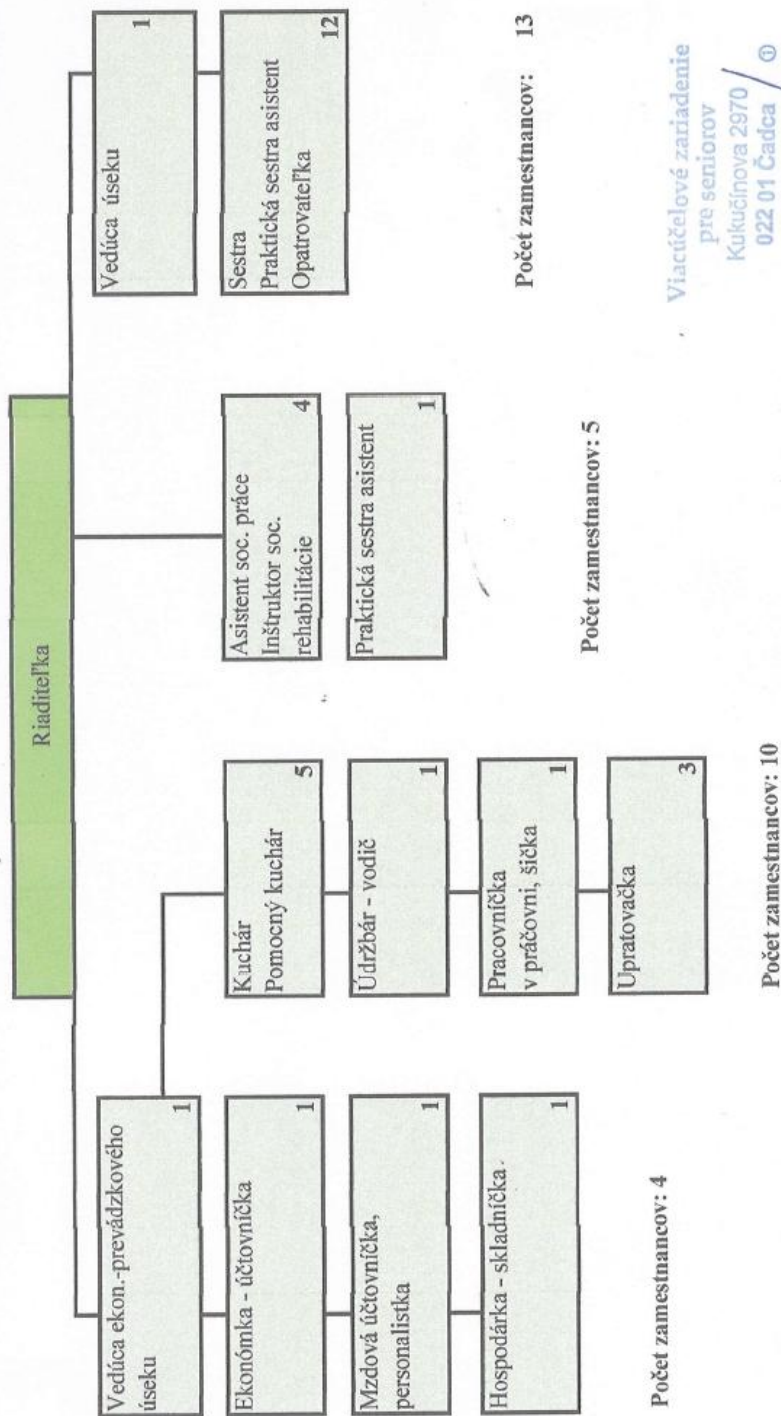 Riaditeľka
Vedúca ekon.-prevádzkového
úseku
1
Ekonómka - účtovníčka
1
Mzdová účtovníčka,
personalistka
1
Hospodárka - skladníčka
1
Počet zamestnancov: 4
Kuchár
Pomocný kuchár
5
Údržbár - vodič
1
Pracovníčka
v práčovni, šička
1
Upratovačka
3
Počet zamestnancov: 10
Asistent soc. práce
Inštruktor soc.
rehabilitácie
4
Praktická sestra asistent
1
Počet zamestnancov: 5
Vedúca úseku
1
Sestra
Praktická sestra asistent
Opatrovateľka
12
Počet zamestnancov: 13
Viacúčelové zariadenie
pre seniorov
Kukučínova 2970
022 01 Čadca ①